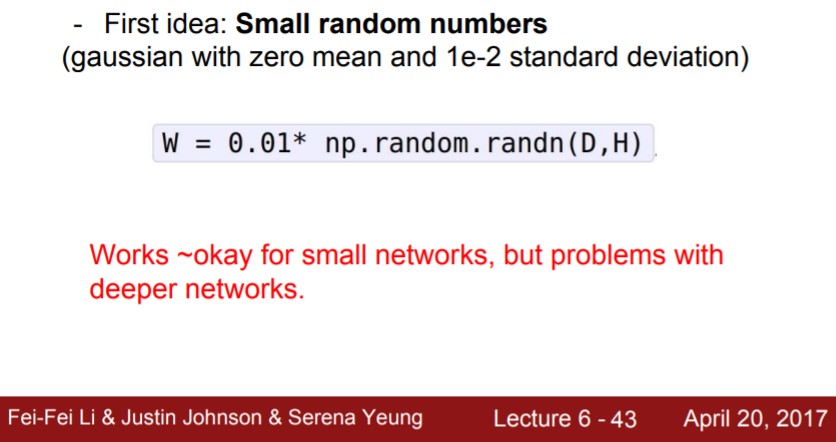 - First idea: Small random numbers
(gaussian with zero mean and 1e-2 standard deviation)
W = 0.01* np.random.randn(D,H)
Works ~okay for small networks, but problems with
deeper networks.
Fei-Fei Li & Justin Johnson & Serena Yeung Lecture 6 - 43 April 20, 2017